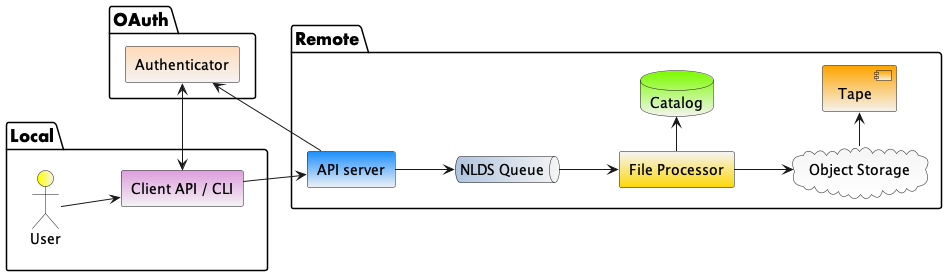 OAuth
Authenticator
Remote
Catalog
Tape
Local
User
Client API / CLI
API server
NLDS Queue
File Processor
Object Storage